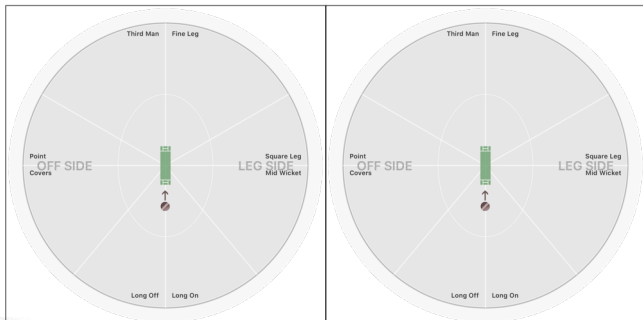 Third Man Fine Leg
Point
OFF SIDE
Covers
Square Leg
LEG SIDE
Mid Wicket
Long Off Long On
Third Man Fine Leg
Point
OFF SIDE
Covers
Square Leg
LEG SIDE
Mid Wicket
Long Off Long On